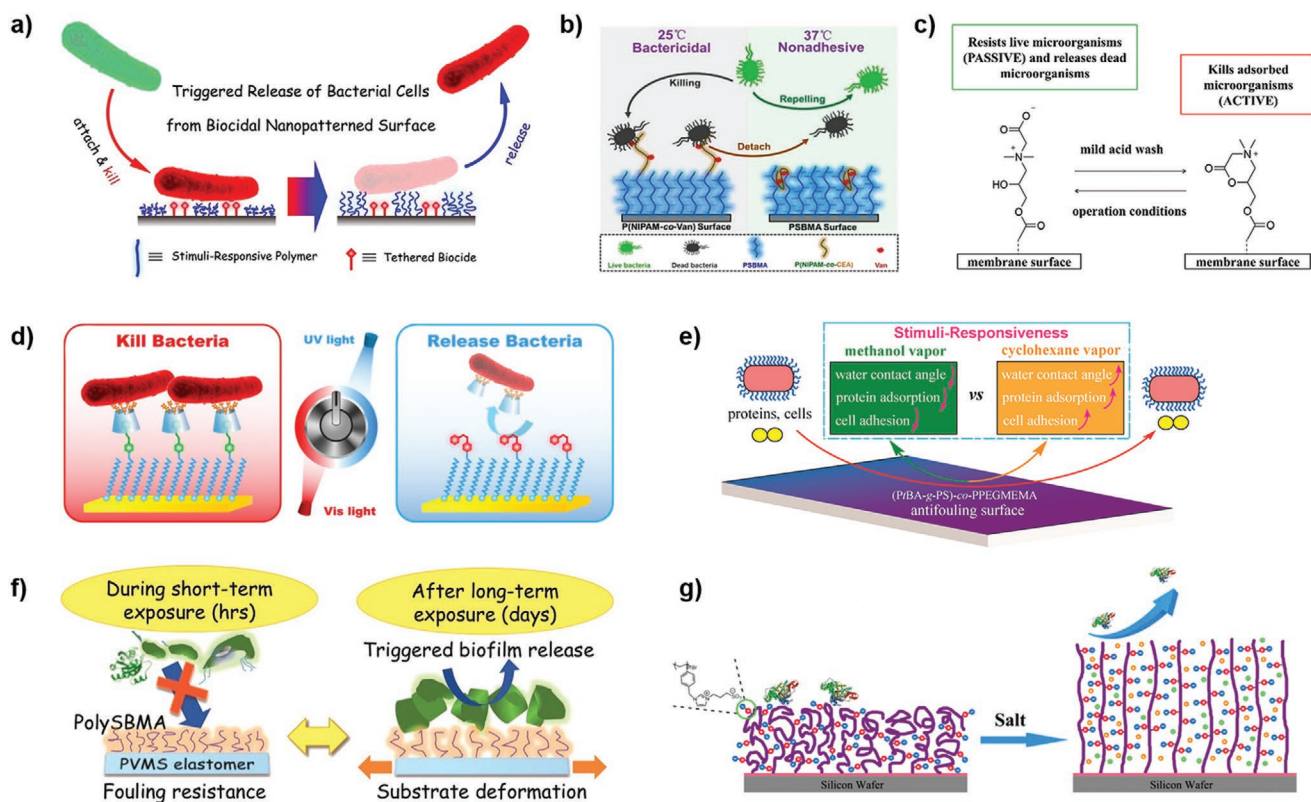 a)
Triggered Release of Bacterial Cells
from Biocidal Nanopatterned Surface
attach & kill
release
≡ Stimuli-Responsive Polymer
≡ Tethered Biocide
b)
25℃
Bactericidal
37℃
Nonadhesive
Killing
Repelling
Detach
P(NIPAM-co-Van) Surface
PSBMA Surface
Live bacteria
Dead bacteria
PSBMA
P(NIPAM-co-CEA)
Van
c)
Resists live microorganisms
(PASSIVE) and releases dead
microorganisms
Kills adsorbed
microorganisms
(ACTIVE)
O
O⁻
N⁺
HO
O
O
mild acid wash
operation conditions
N⁺
O
O
O
O
membrane surface
membrane surface
d)
Kill Bacteria
UV light
Vis light
Release Bacteria
e)
Stimuli-Responsiveness
methanol vapor
water contact angle
protein adsorption
cell adhesion
vs
cyclohexane vapor
water contact angle
protein adsorption
cell adhesion
proteins, cells
(PtBA-g-PS)-co-PPEGMEMA
antifouling surface
f)
During short-term
exposure (hrs)
PolySBMA
PVMS elastomer
Fouling resistance
After long-term
exposure (days)
Triggered biofilm release
Substrate deformation
g)
Silicon Wafer
Salt
Silicon Wafer